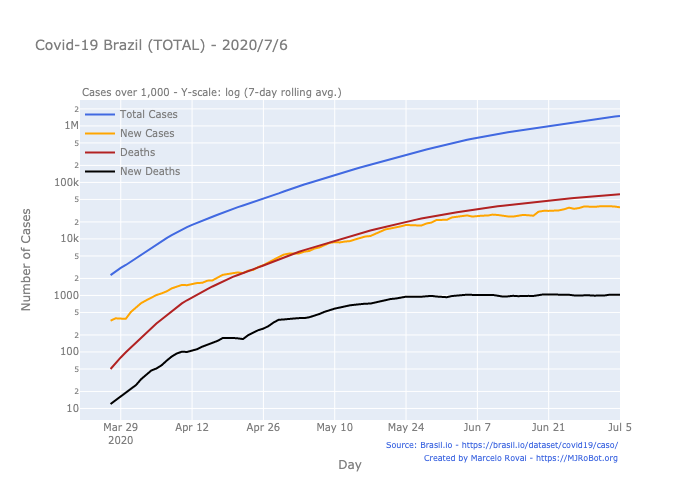 Covid-19 Brazil (TOTAL) - 2020/7/6
Cases over 1,000 - Y-scale: log (7-day rolling avg.)
Total Cases
New Cases
Deaths
New Deaths
Number of Cases
2
1M
5
2
100k
5
2
10k
5
2
1000
5
2
100
5
2
10
Mar 29 Apr 12 Apr 26 May 10 May 24 Jun 7 Jun 21 Jul 5
2020
Day
Source: Brasil.io - https://brasil.io/dataset/covid19/caso/
Created by Marcelo Rovai - https://MJRoBot.org